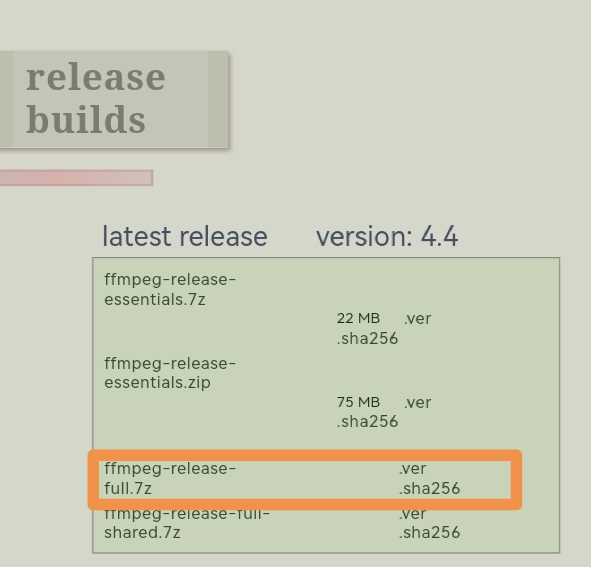 release
builds
latest release version: 4.4
ffmpeg-release-
essentials.7z
22 MB .ver
.sha256
ffmpeg-release-
essentials.zip
75 MB .ver
.sha256
ffmpeg-release- .ver
full.7z .sha256
ffmpeg-release-full- .ver
shared.7z .sha256